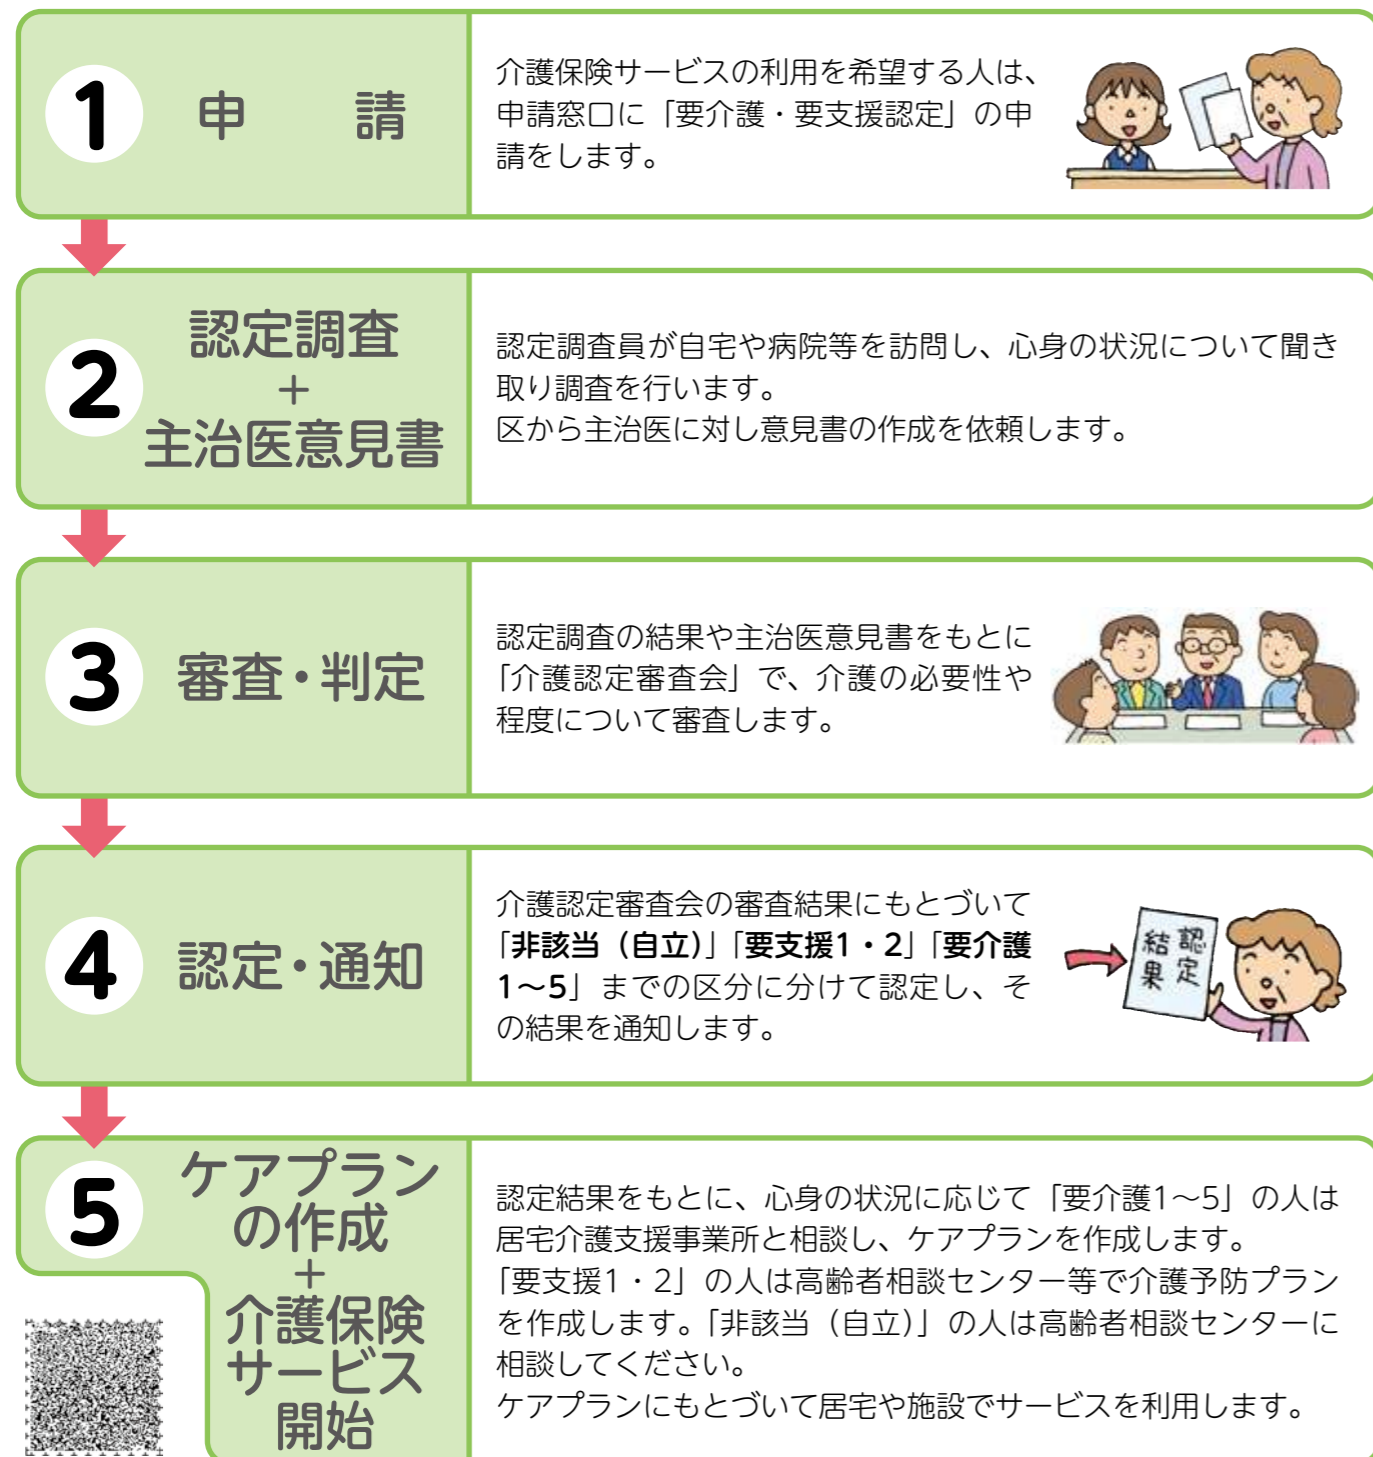 1 申 請
介護保険サービスの利用を希望する人は、
申請窓口に「要介護・要支援認定」の申
請をします。
2 認定調査
+
主治医意見書
認定調査員が自宅や病院等を訪問し、心身の状況について聞き
取り調査を行います。
区から主治医に対し意見書の作成を依頼します。
3 審査・判定
認定調査の結果や主治医意見書をもとに
「介護認定審査会」で、介護の必要性や
程度について審査します。
4 認定・通知
介護認定審査会の審査結果にもとづいて
「非該当（自立）」「要支援1・2」「要介護
1～5」までの区分に分けて認定し、そ
の結果を通知します。
認定
結果
5 ケアプラン
の作成
+
介護保険
サービス
開始
認定結果をもとに、心身の状況に応じて「要介護1～5」の人は
居宅介護支援事業所と相談し、ケアプランを作成します。
「要支援1・2」の人は高齢者相談センター等で介護予防プラン
を作成します。「非該当（自立）」の人は高齢者相談センターに
相談してください。
ケアプランにもとづいて居宅や施設でサービスを利用します。